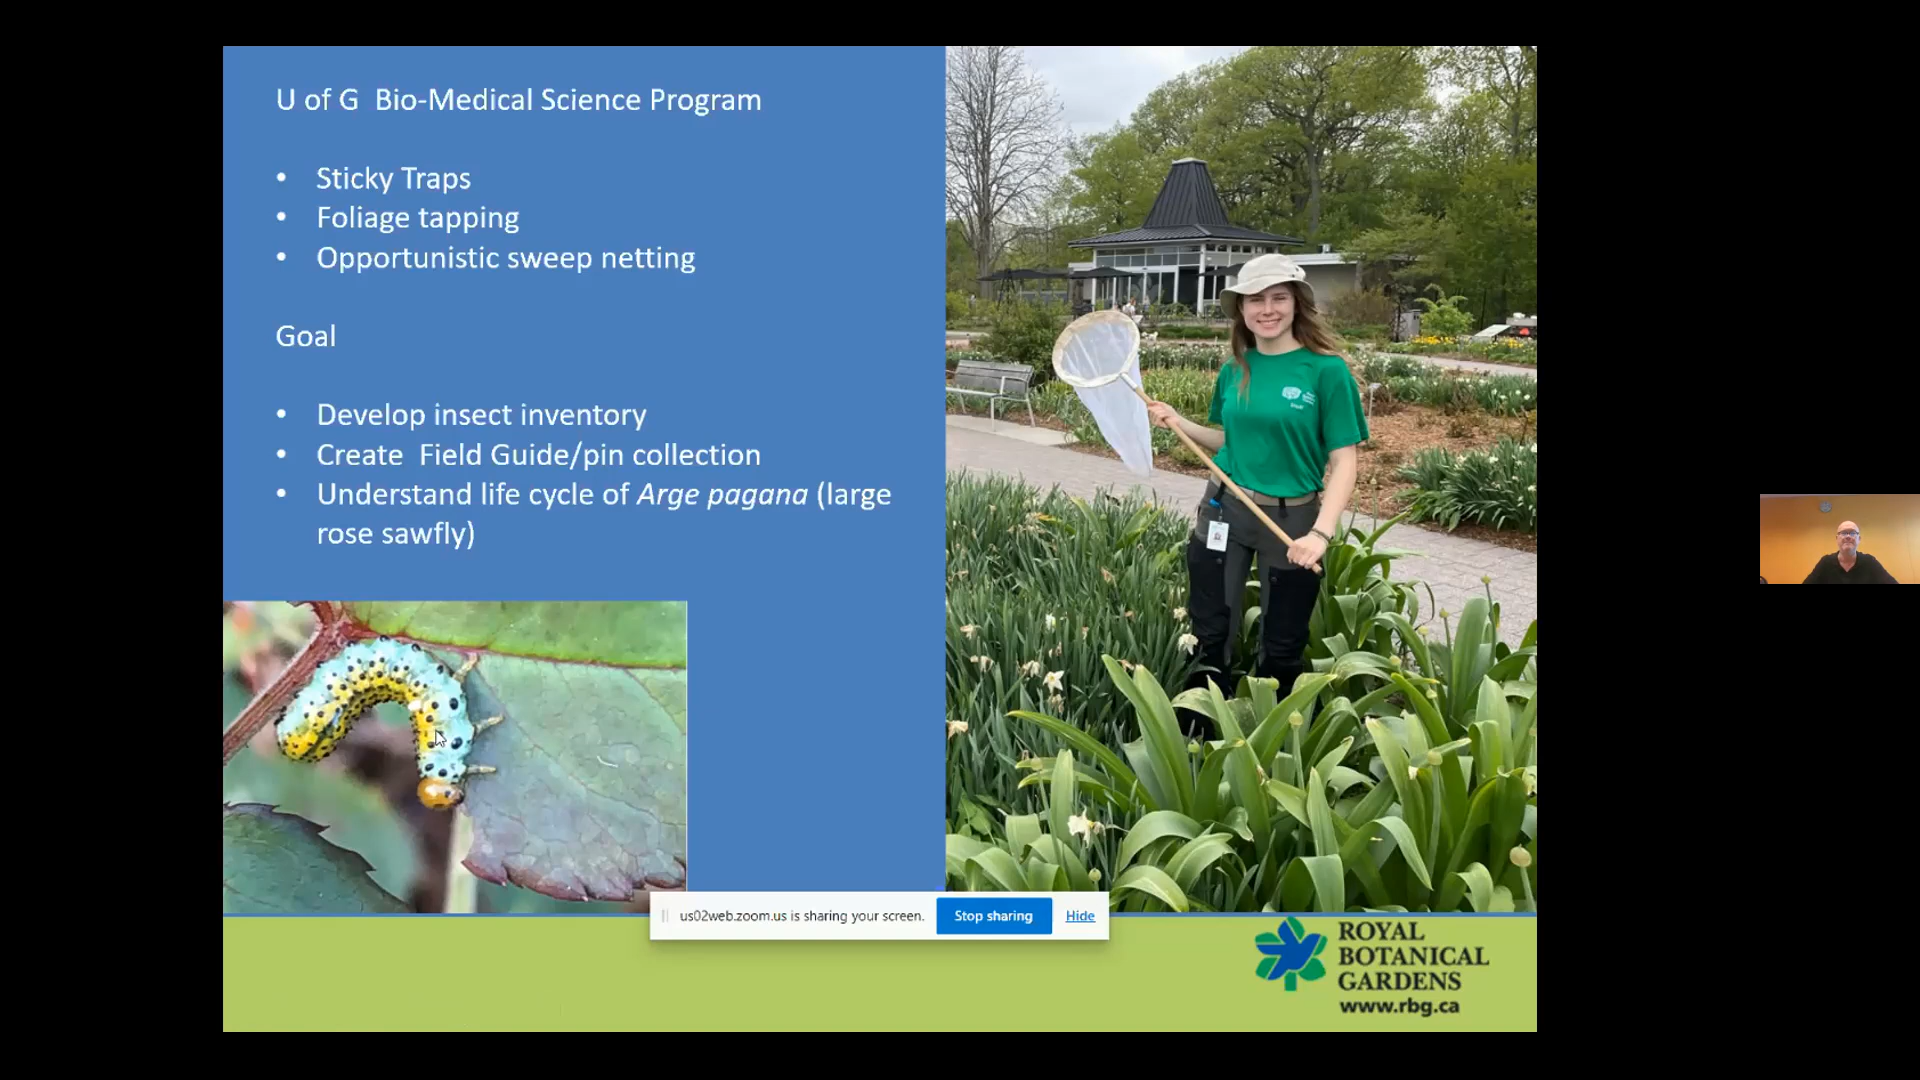 U of G  Bio-Medical Science Program
• Sticky Traps
• Foliage tapping
• Opportunistic sweep netting
Goal
• Develop insect inventory
• Create  Field Guide/pin collection
• Understand life cycle of Arge pagana (large
rose sawfly)
us02web.zoom.us is sharing your screen.
Stop sharing
Hide
ROYAL
BOTANICAL
GARDENS
www.rbg.ca